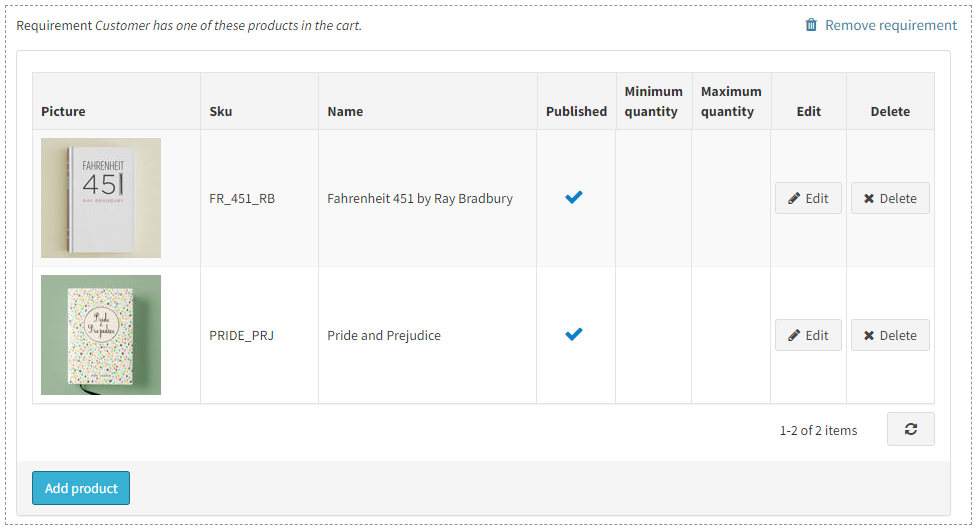 Requirement Customer has one of these products in the cart.
Remove requirement
Picture Sku Name Published Minimum quantity Maximum quantity Edit Delete
FAHRENHEIT
451
RAY BRADBURY
FR_451_RB Fahrenheit 451 by Ray Bradbury Edit Delete
Pride
&
Prejudice
PRIDE_PRJ Pride and Prejudice Edit Delete
1-2 of 2 items
Add product